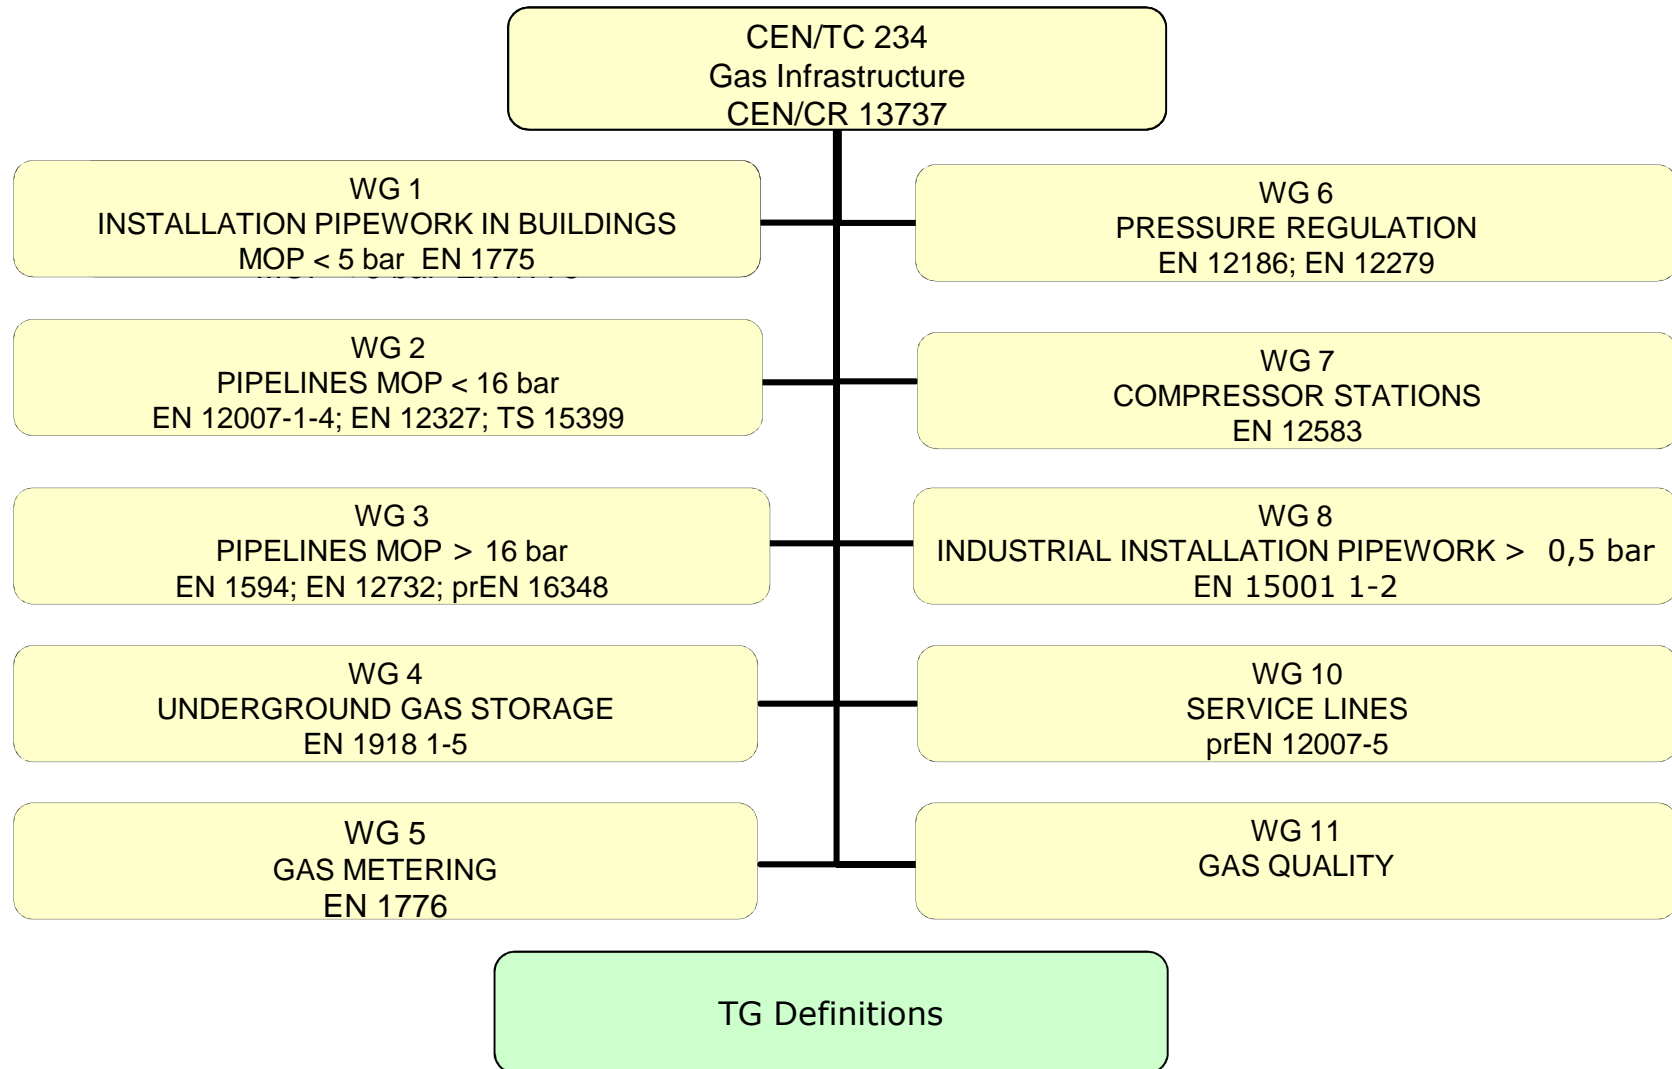 CEN/TC 234
Gas Infrastructure
CEN/CR 13737
WG 1
INSTALLATION PIPEWORK IN BUILDINGS
MOP < 5 bar EN 1775
WG 2
PIPELINES MOP < 16 bar
EN 12007-1-4; EN 12327; TS 15399
WG 3
PIPELINES MOP > 16 bar
EN 1594; EN 12732; prEN 16348
WG 4
UNDERGROUND GAS STORAGE
EN 1918 1-5
WG 5
GAS METERING
EN 1776
WG 6
PRESSURE REGULATION
EN 12186; EN 12279
WG 7
COMPRESSOR STATIONS
EN 12583
WG 8
INDUSTRIAL INSTALLATION PIPEWORK > 0,5 bar
EN 15001 1-2
WG 10
SERVICE LINES
prEN 12007-5
WG 11
GAS QUALITY
TG Definitions